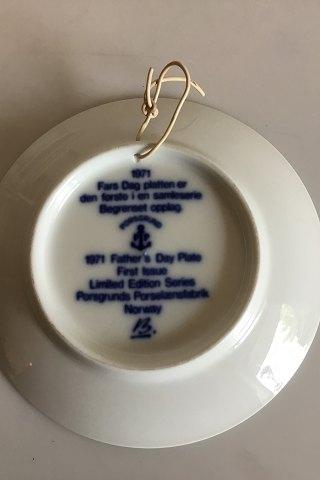 1971
Fars Dag platten er
den første i en samleserie
Begrenset opplag
PORSGRUND
1971 Father's Day Plate
First Issue
Limited Edition Series
Porsgrunds Porselænsfabrik
Norway